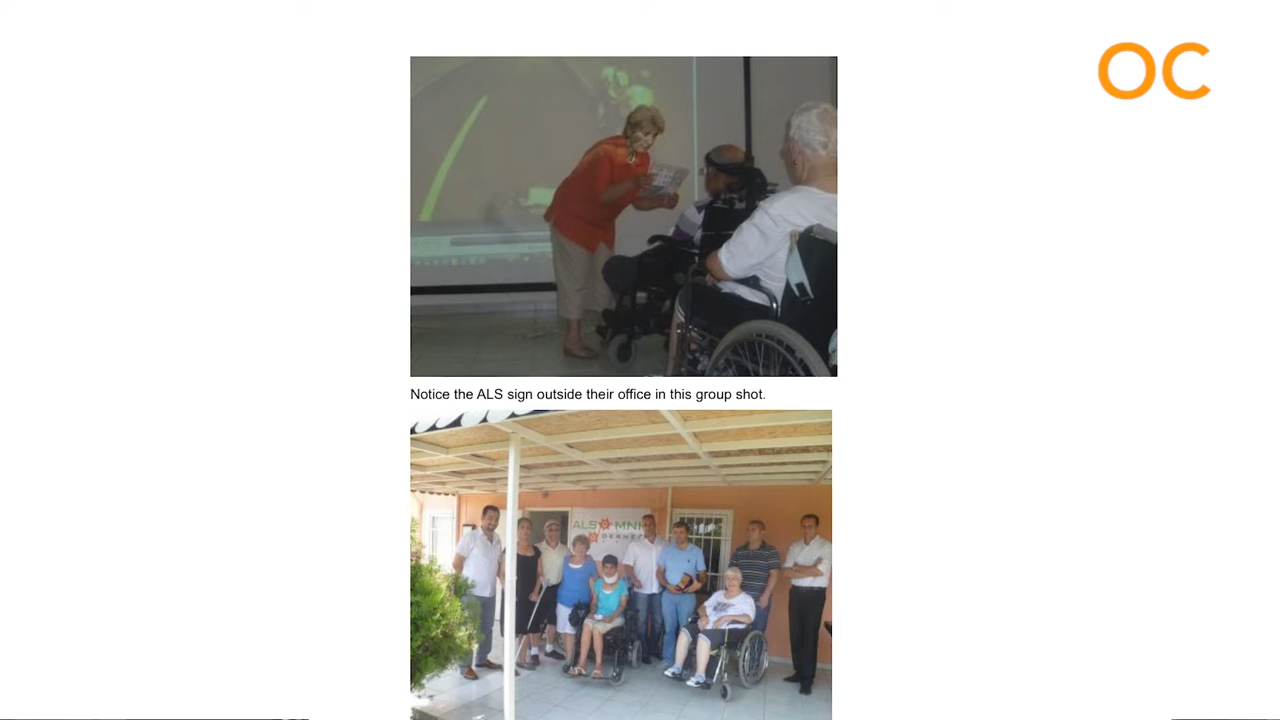 OC
Notice the ALS sign outside their office in this group shot.
ALS MNH
DERNEĞİ